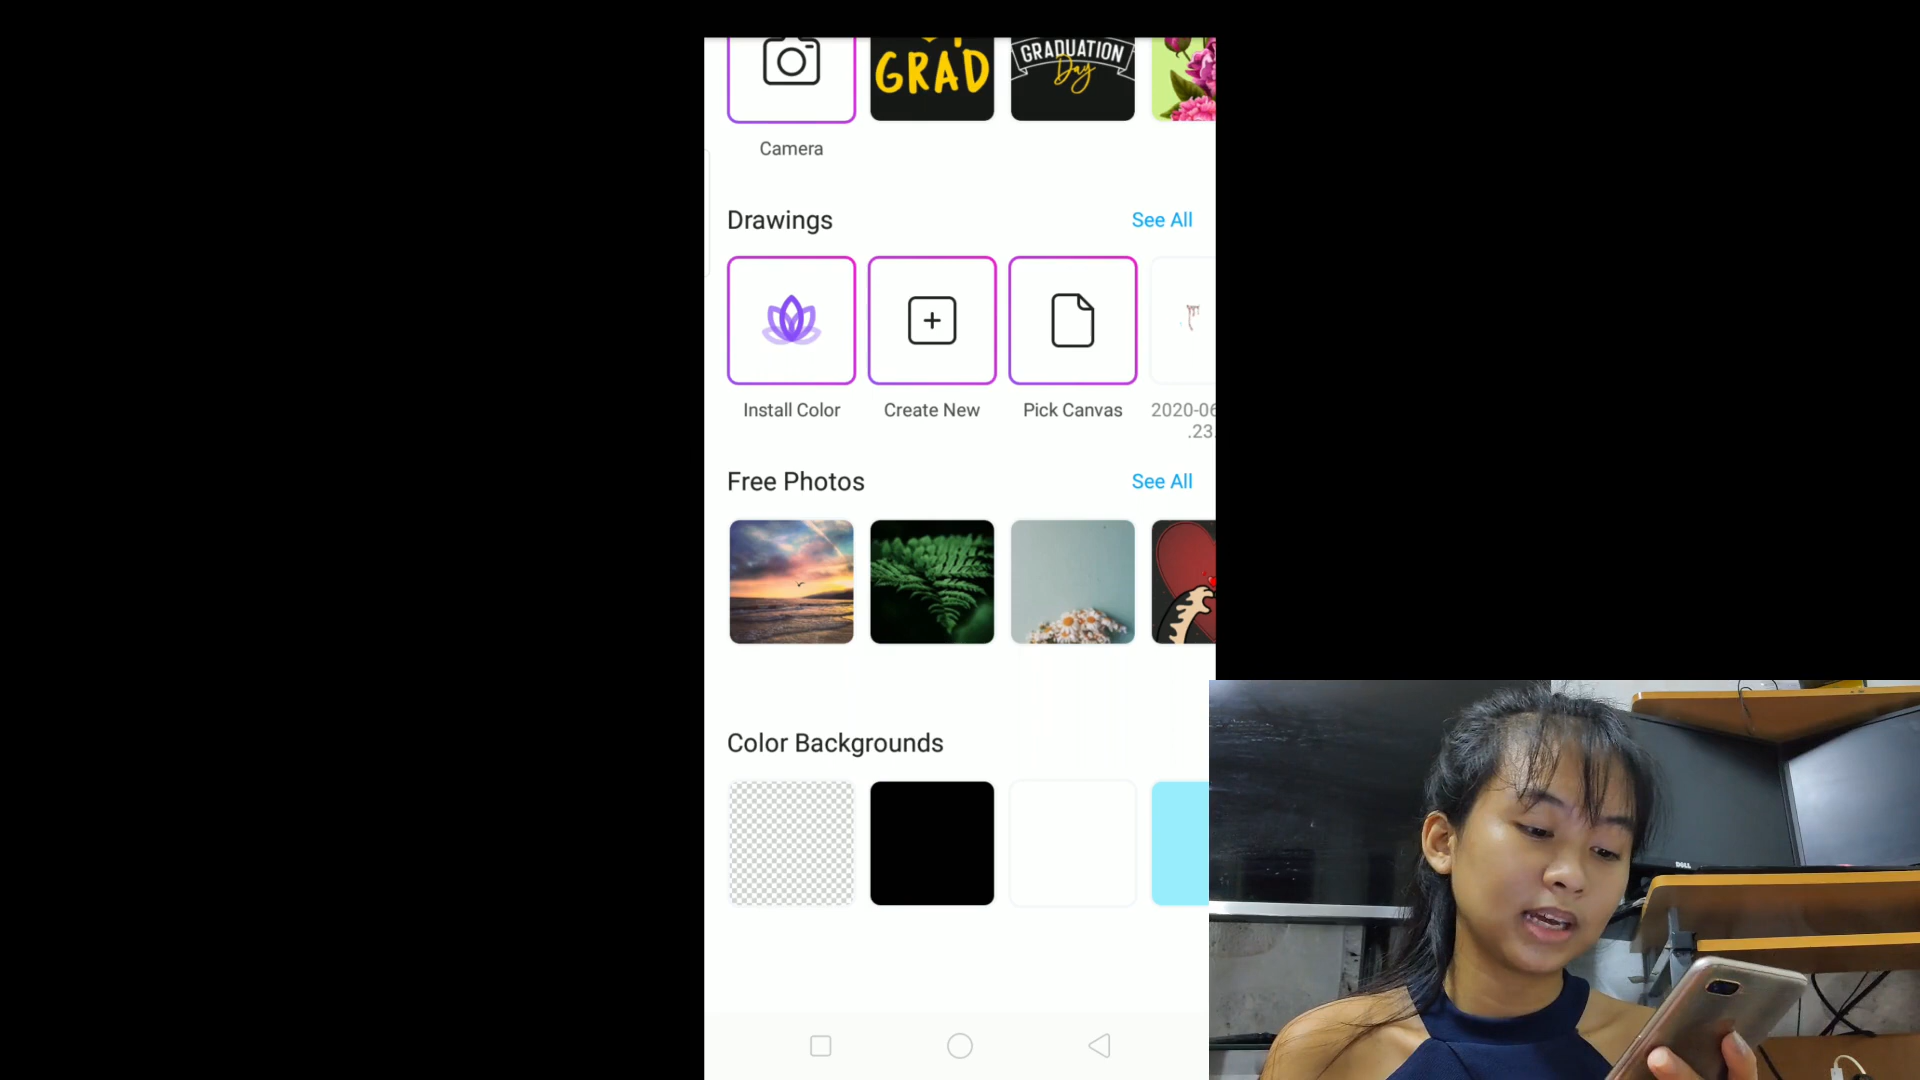 GRAD
GRADUATION
Day
Camera
Drawings
See All
Install Color
Create New
Pick Canvas
2020-06
.23
Free Photos
See All
Color Backgrounds
DELL